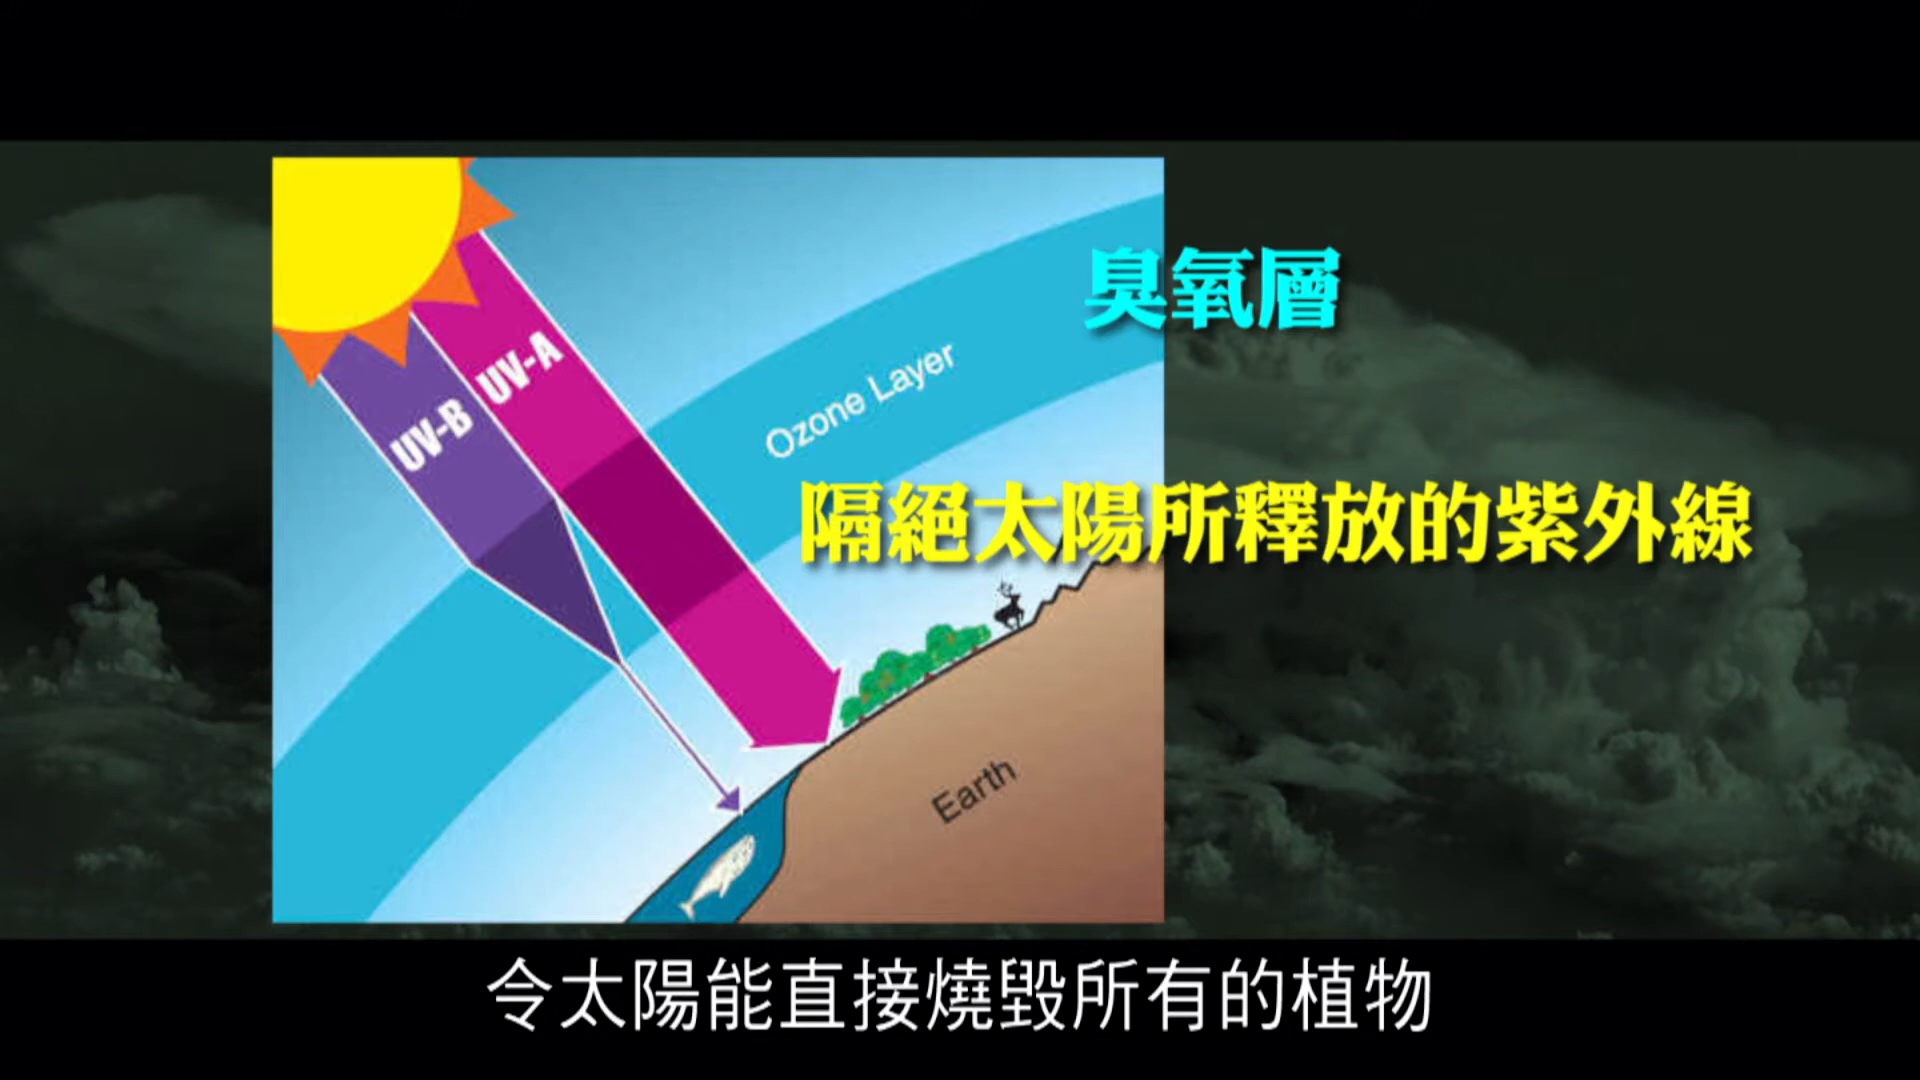 臭氧層
UV-A
UV-B
Ozone Layer
隔絕太陽所釋放的紫外線
Earth
令太陽能直接燒毀所有的植物